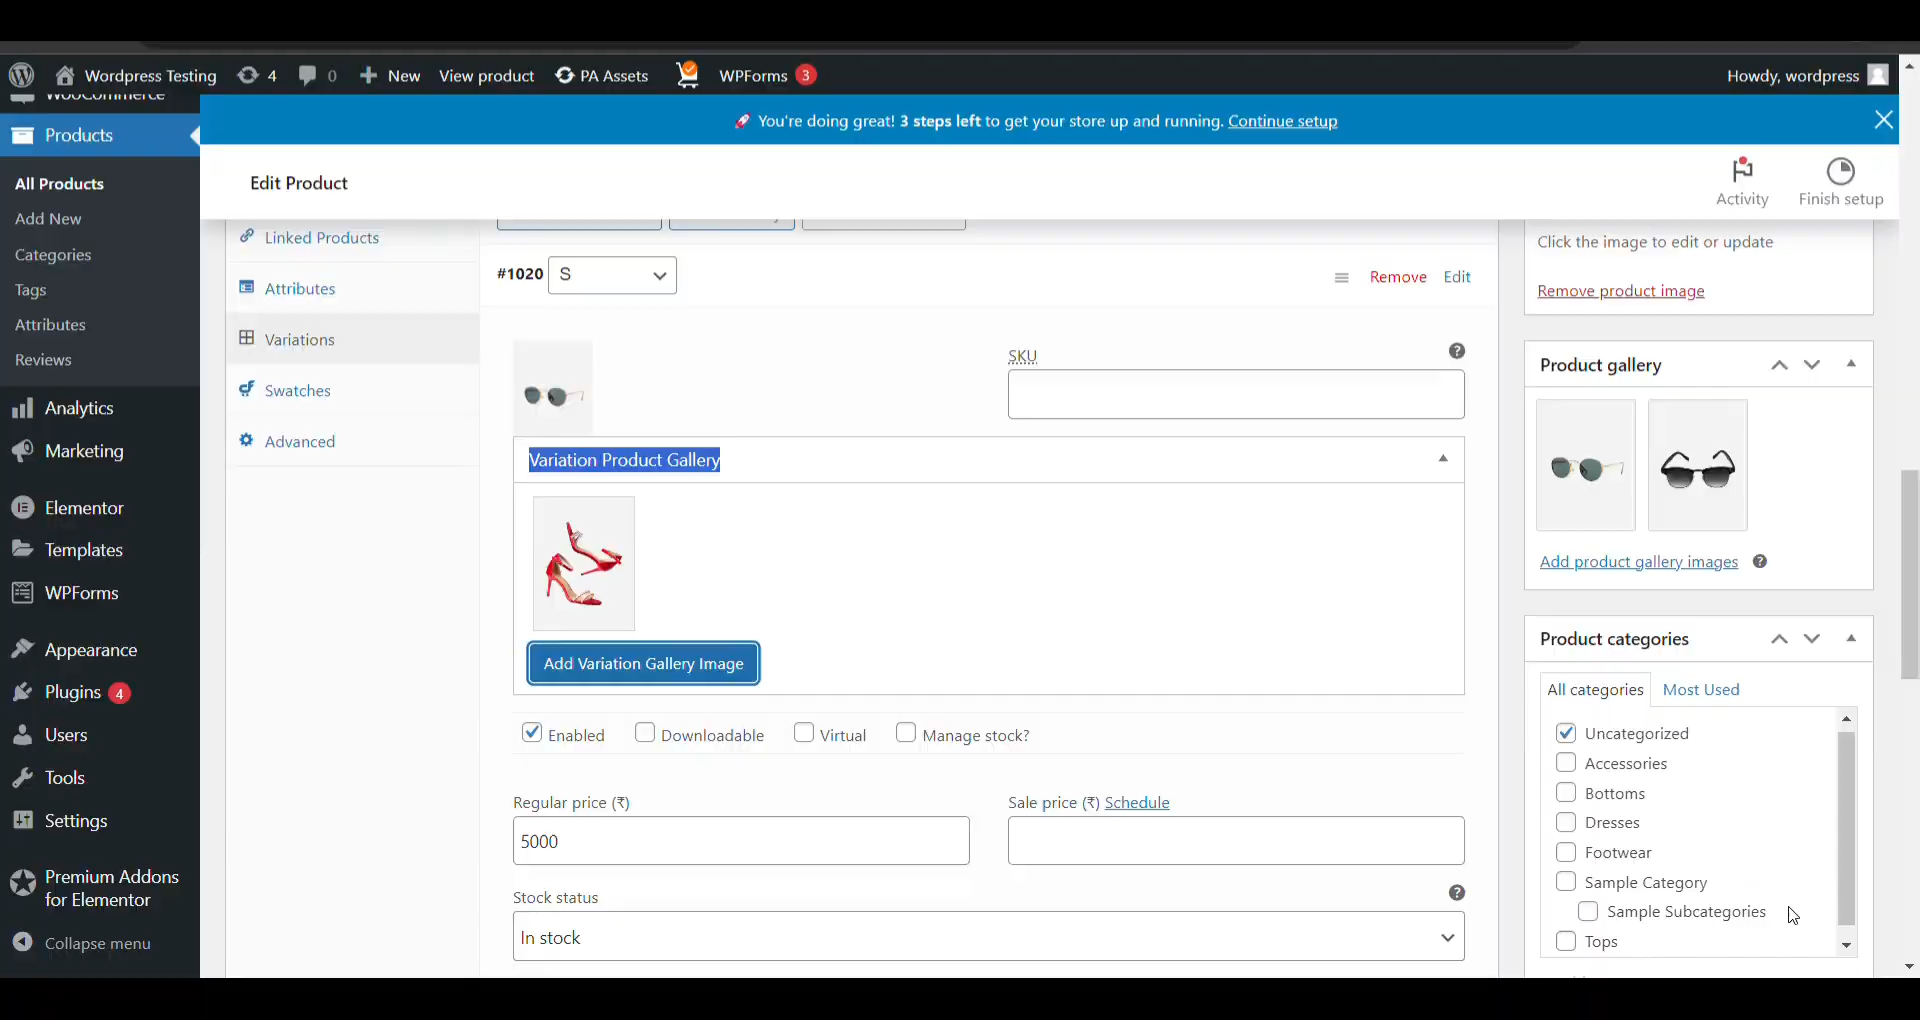 Wordpress Testing 4 0 New View product PA Assets WPForms 3 Howdy, wordpress
WooCommerce
Products
All Products
Add New
Categories
Tags
Attributes
Reviews
Analytics
Marketing
Elementor
Templates
WPForms
Appearance
Plugins 4
Users
Tools
Settings
Premium Addons
for Elementor
Collapse menu
You're doing great! 3 steps left to get your store up and running. Continue setup
Edit Product
Activity
Finish setup
Linked Products
Attributes
Variations
Swatches
Advanced
#1020 S
Remove Edit
SKU
Variation Product Gallery
Add Variation Gallery Image
Enabled Downloadable Virtual Manage stock?
Regular price (₹)
5000
Sale price (₹) Schedule
Stock status
In stock
Click the image to edit or update
Remove product image
Product gallery
Add product gallery images
Product categories
All categories Most Used
Uncategorized
Accessories
Bottoms
Dresses
Footwear
Sample Category
Sample Subcategories
Tops